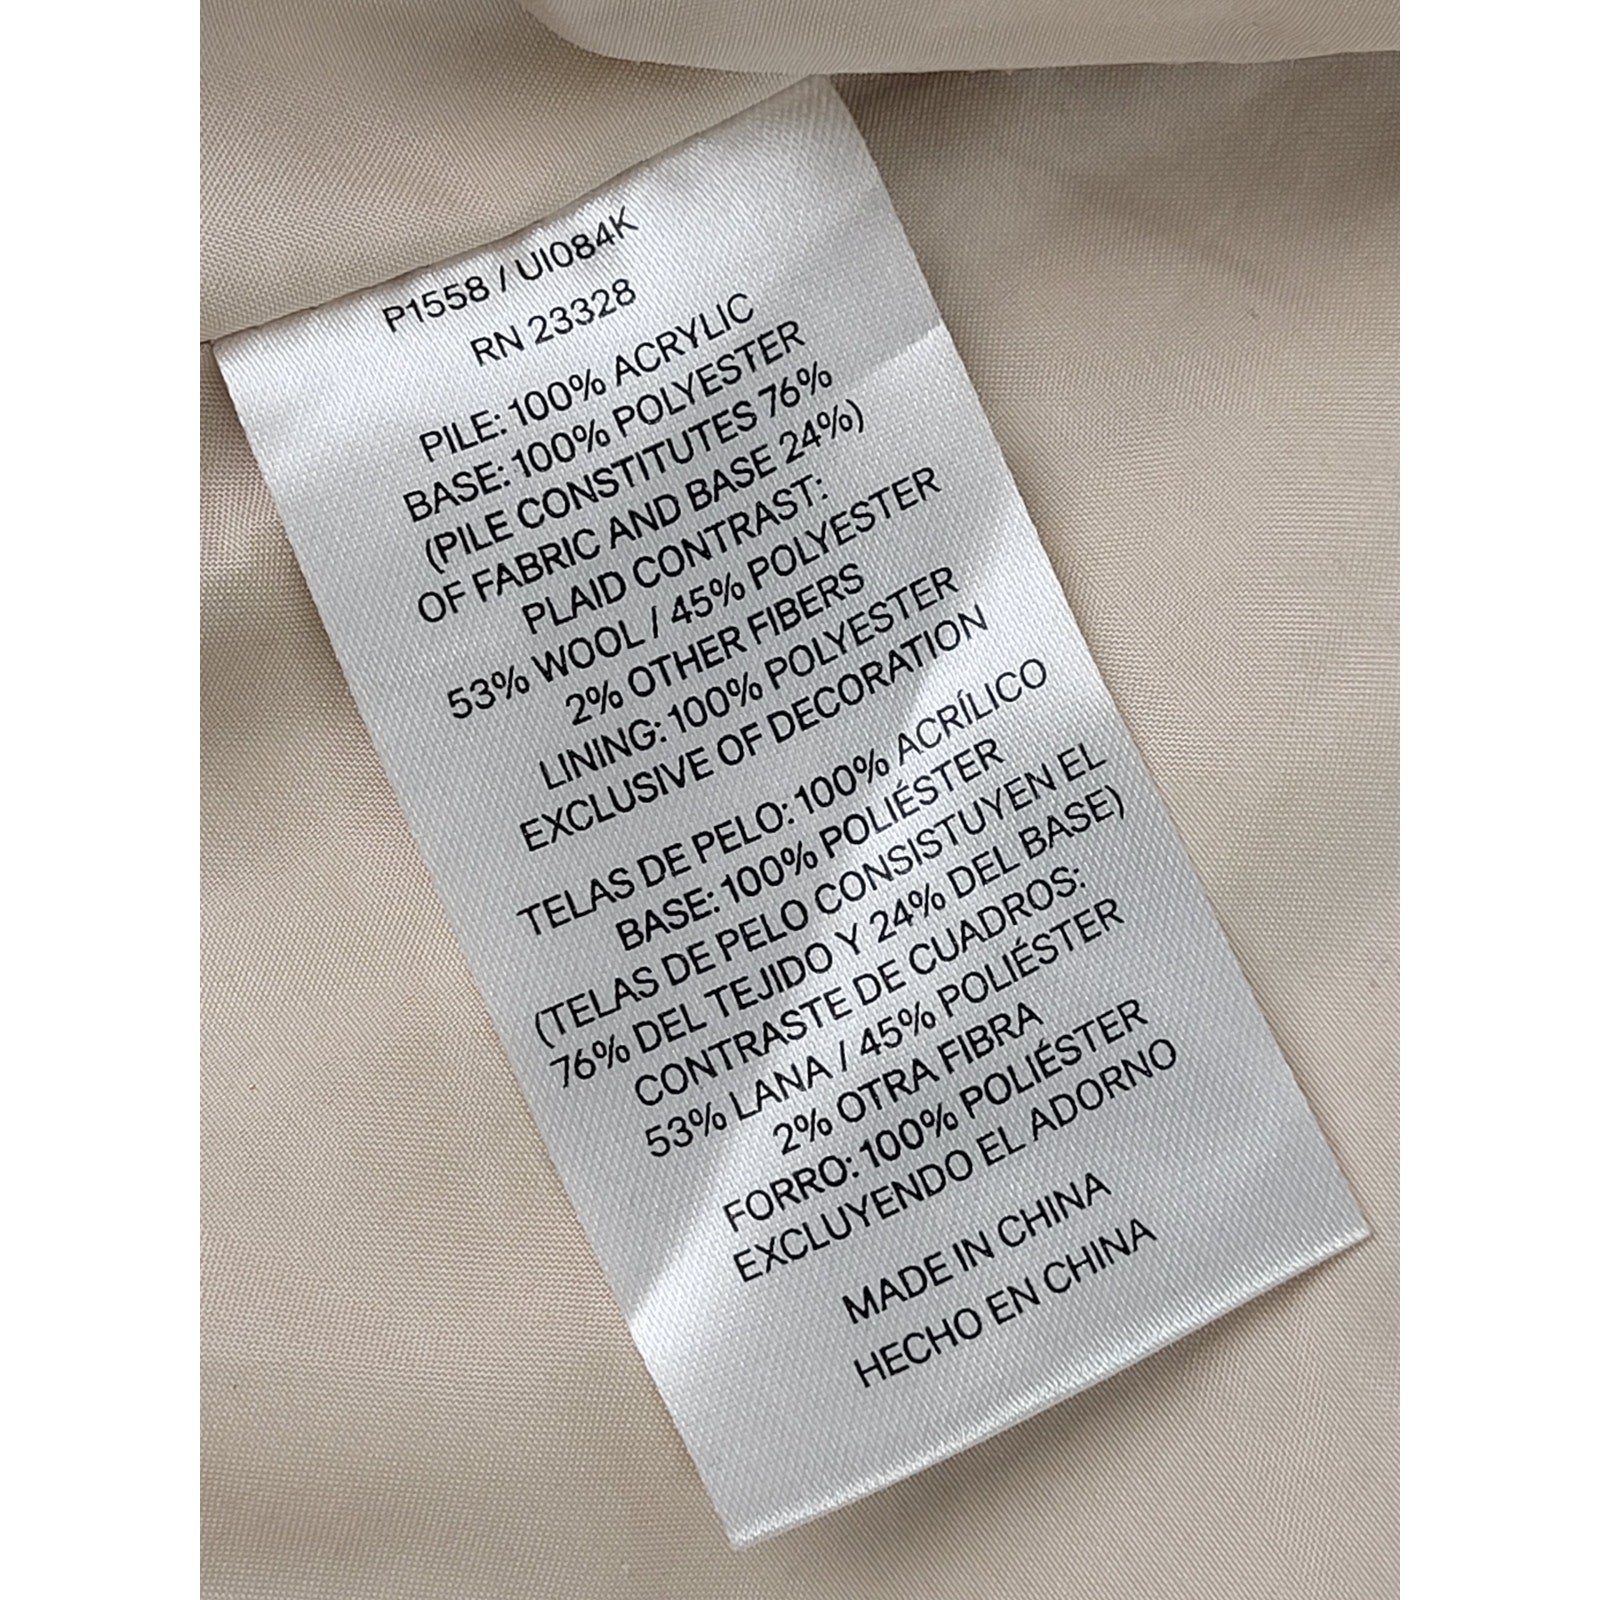 P1558 / UI084K
RN 23328
PILE: 100% ACRYLIC
BASE: 100% POLYESTER
(PILE CONSTITUTES 76%
OF FABRIC AND BASE 24%)
PLAID CONTRAST:
53% WOOL / 45% POLYESTER
2% OTHER FIBERS
LINING: 100% POLYESTER
EXCLUSIVE OF DECORATION
TELAS DE PELO: 100% ACRÍLICO
BASE: 100% POLIÉSTER
(TELAS DE PELO CONSISTUYEN EL
76% DEL TEJIDO Y 24% DEL BASE)
CONTRASTE DE CUADROS:
53% LANA / 45% POLIÉSTER
2% OTRA FIBRA
FORRO: 100% POLIÉSTER
EXCLUYENDO EL ADORNO
MADE IN CHINA
HECHO EN CHINA